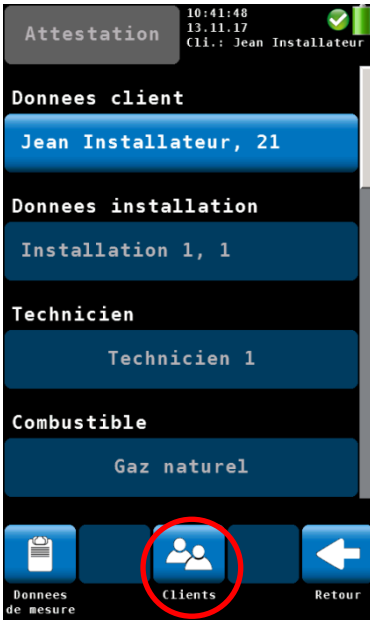 Attestation
10:41:48
13.11.17
Cli.: Jean Installateur
Donnees client
Jean Installateur, 21
Donnees installation
Installation 1, 1
Technicien
Technicien 1
Combustible
Gaz naturel
Donnees
de mesure
Clients
Retour